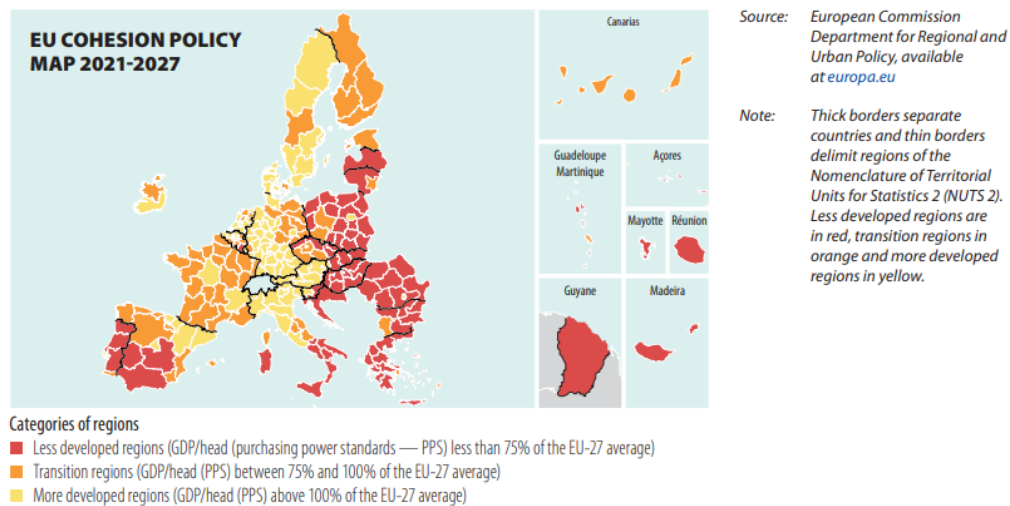 EU COHESION POLICY
MAP 2021-2027
Canarias
Guadeloupe
Martinique
Açores
Mayotte
Réunion
Guyane
Madeira
Source: European Commission
Department for Regional and
Urban Policy, available
at europa.eu
Note: Thick borders separate
countries and thin borders
delimit regions of the
Nomenclature of Territorial
Units for Statistics 2 (NUTS 2).
Less developed regions are
in red, transition regions in
orange and more developed
regions in yellow.
Categories of regions
Less developed regions (GDP/head (purchasing power standards — PPS) less than 75% of the EU-27 average)
Transition regions (GDP/head (PPS) between 75% and 100% of the EU-27 average)
More developed regions (GDP/head (PPS) above 100% of the EU-27 average)